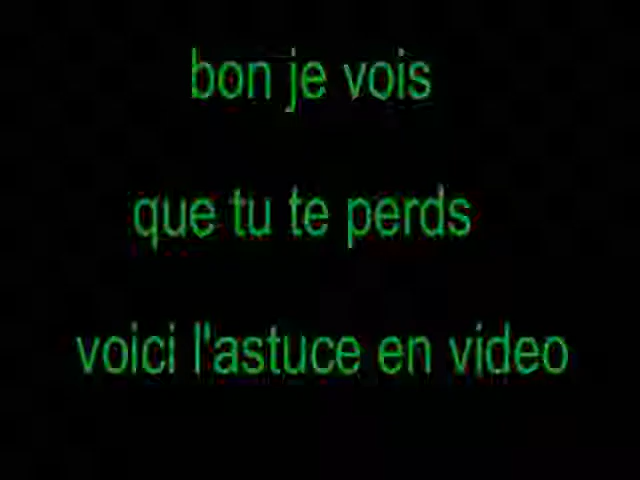 bon je vois
que tu te perds
voici l'astuce en video